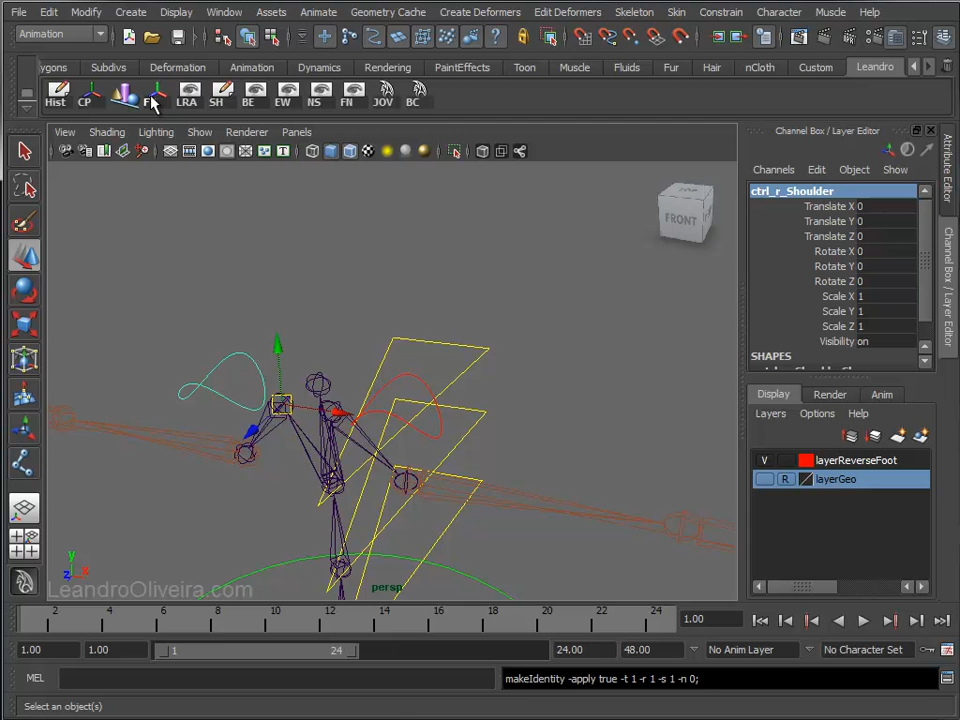 File Edit Modify Create Display Window Assets Animate Geometry Cache Create Deformers Edit Deformers Skeleton Skin Constrain Character Muscle Help
Animation
ygons Subdivs Deformation Animation Dynamics Rendering PaintEffects Toon Muscle Fluids Fur Hair nCloth Custom Leandro
Hist CP F LRA SH BE EW NS FN JOV BC
View Shading Lighting Show Renderer Panels
Channel Box / Layer Editor
Channels Edit Object Show
ctrl_r_Shoulder
Translate X 0
Translate Y 0
Translate Z 0
Rotate X 0
Rotate Y 0
Rotate Z 0
Scale X 1
Scale Y 1
Scale Z 1
Visibility on
SHAPES
Attribute Editor
Channel Box / Layer Editor
TOP
FRONT
Display Render Anim
Layers Options Help
V layerReverseFoot
R layerGeo
y
z x
persp
LeandroOliveira.com
2 4 6 8 10 12 14 16 18 20 22 24
1.00
1.00 1.00 1 24 24.00 48.00 No Anim Layer No Character Set
MEL makeIdentity -apply true -t 1 -r 1 -s 1 -n 0;
Select an object(s)